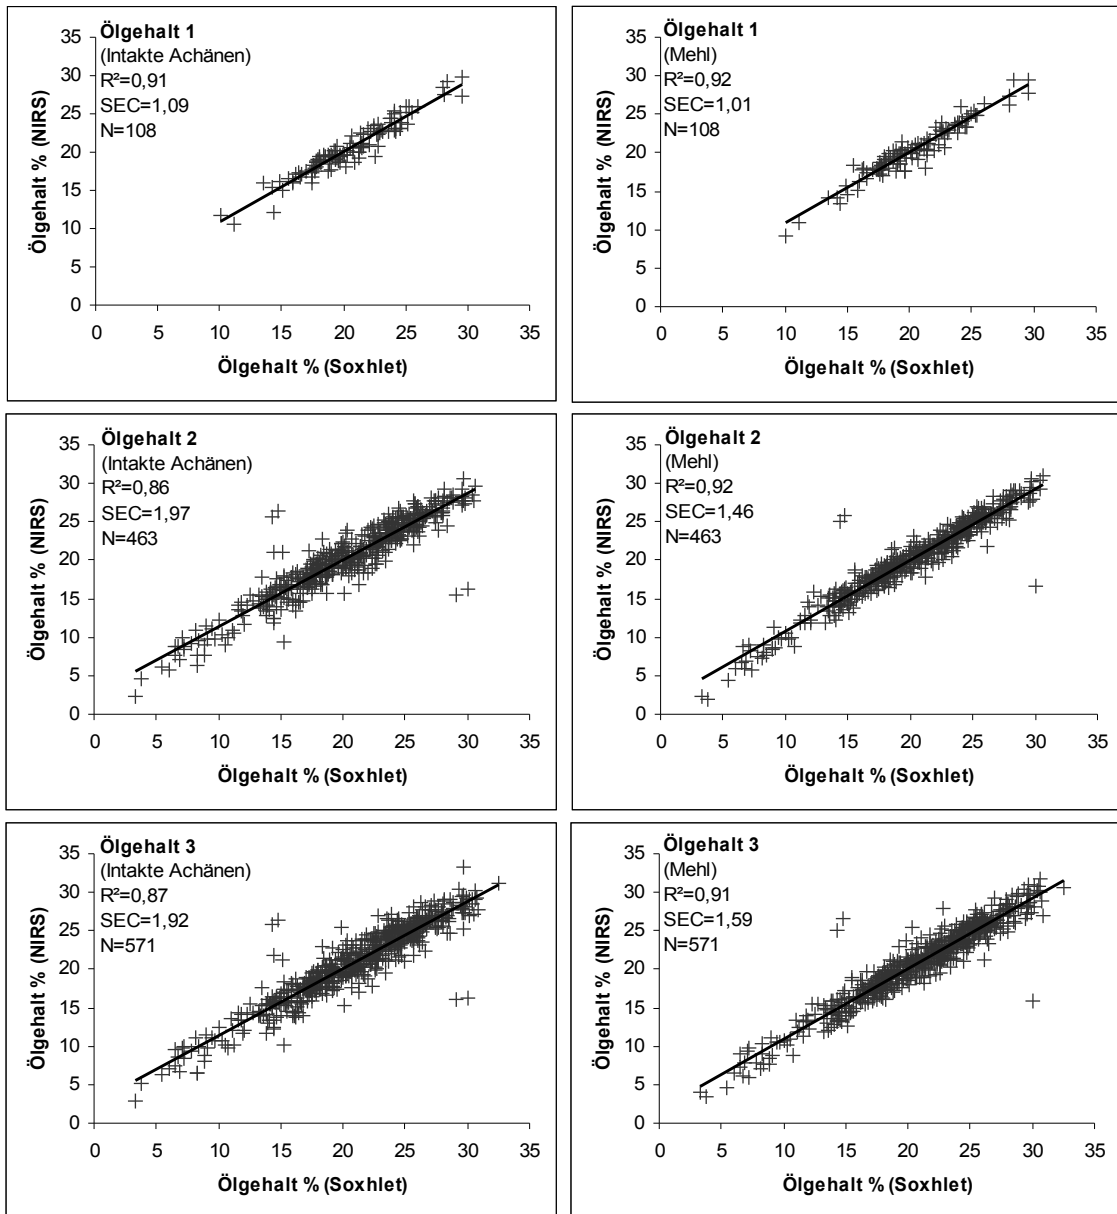 Ölgehalt 1
(Intakte Achänen)
R²=0,91
SEC=1,09
N=108
Ölgehalt % (NIRS)
35
30
25
20
15
10
5
0
0 5 10 15 20 25 30 35
Ölgehalt % (Soxhlet)
Ölgehalt 1
(Mehl)
R²=0,92
SEC=1,01
N=108
Ölgehalt % (NIRS)
35
30
25
20
15
10
5
0
0 5 10 15 20 25 30 35
Ölgehalt % (Soxhlet)
Ölgehalt 2
(Intakte Achänen)
R²=0,86
SEC=1,97
N=463
Ölgehalt % (NIRS)
35
30
25
20
15
10
5
0
0 5 10 15 20 25 30 35
Ölgehalt % (Soxhlet)
Ölgehalt 2
(Mehl)
R²=0,92
SEC=1,46
N=463
Ölgehalt % (NIRS)
35
30
25
20
15
10
5
0
0 5 10 15 20 25 30 35
Ölgehalt % (Soxhlet)
Ölgehalt 3
(Intakte Achänen)
R²=0,87
SEC=1,92
N=571
Ölgehalt % (NIRS)
35
30
25
20
15
10
5
0
0 5 10 15 20 25 30 35
Ölgehalt % (Soxhlet)
Ölgehalt 3
(Mehl)
R²=0,91
SEC=1,59
N=571
Ölgehalt % (NIRS)
35
30
25
20
15
10
5
0
0 5 10 15 20 25 30 35
Ölgehalt % (Soxhlet)